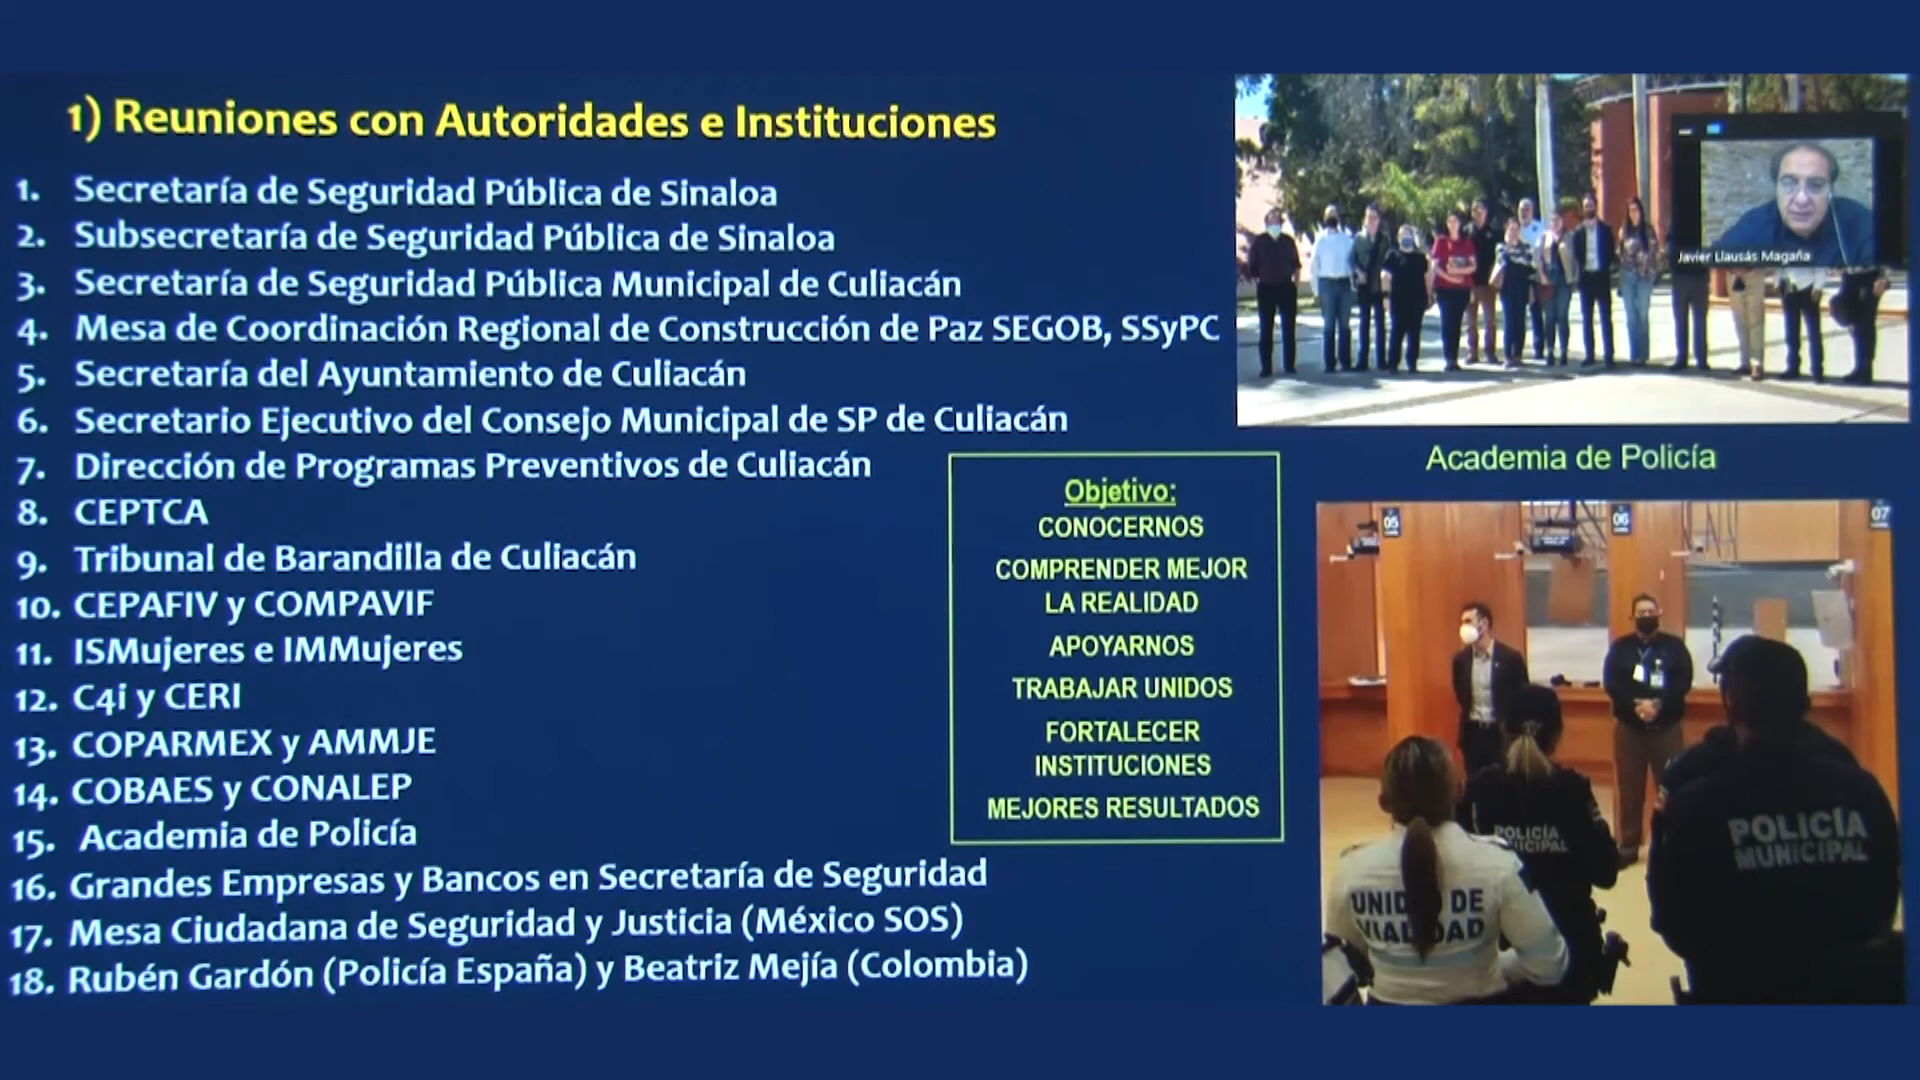 1) Reuniones con Autoridades e Instituciones
1. Secretaría de Seguridad Pública de Sinaloa
2. Subsecretaría de Seguridad Pública de Sinaloa
3. Secretaría de Seguridad Pública Municipal de Culiacán
4. Mesa de Coordinación Regional de Construcción de Paz SEGOB, SSyPC
5. Secretaría del Ayuntamiento de Culiacán
6. Secretario Ejecutivo del Consejo Municipal de SP de Culiacán
7. Dirección de Programas Preventivos de Culiacán
8. CEPTCA
9. Tribunal de Barandilla de Culiacán
10. CEPAFIV y COMPAVIF
11. ISMujeres e IMMujeres
12. C4i y CERI
13. COPARMEX y AMMJE
14. COBAES y CONALEP
15. Academia de Policía
16. Grandes Empresas y Bancos en Secretaría de Seguridad
17. Mesa Ciudadana de Seguridad y Justicia (México SOS)
18. Rubén Gardón (Policía España) y Beatriz Mejía (Colombia)
Objetivo:
CONOCERNOS
COMPRENDER MEJOR
LA REALIDAD
APOYARNOS
TRABAJAR UNIDOS
FORTALECER
INSTITUCIONES
MEJORES RESULTADOS
Javier Llausás Magaña
Academia de Policía
05
06
07
POLICÍA
POLICÍA
MUNICIPAL
DE